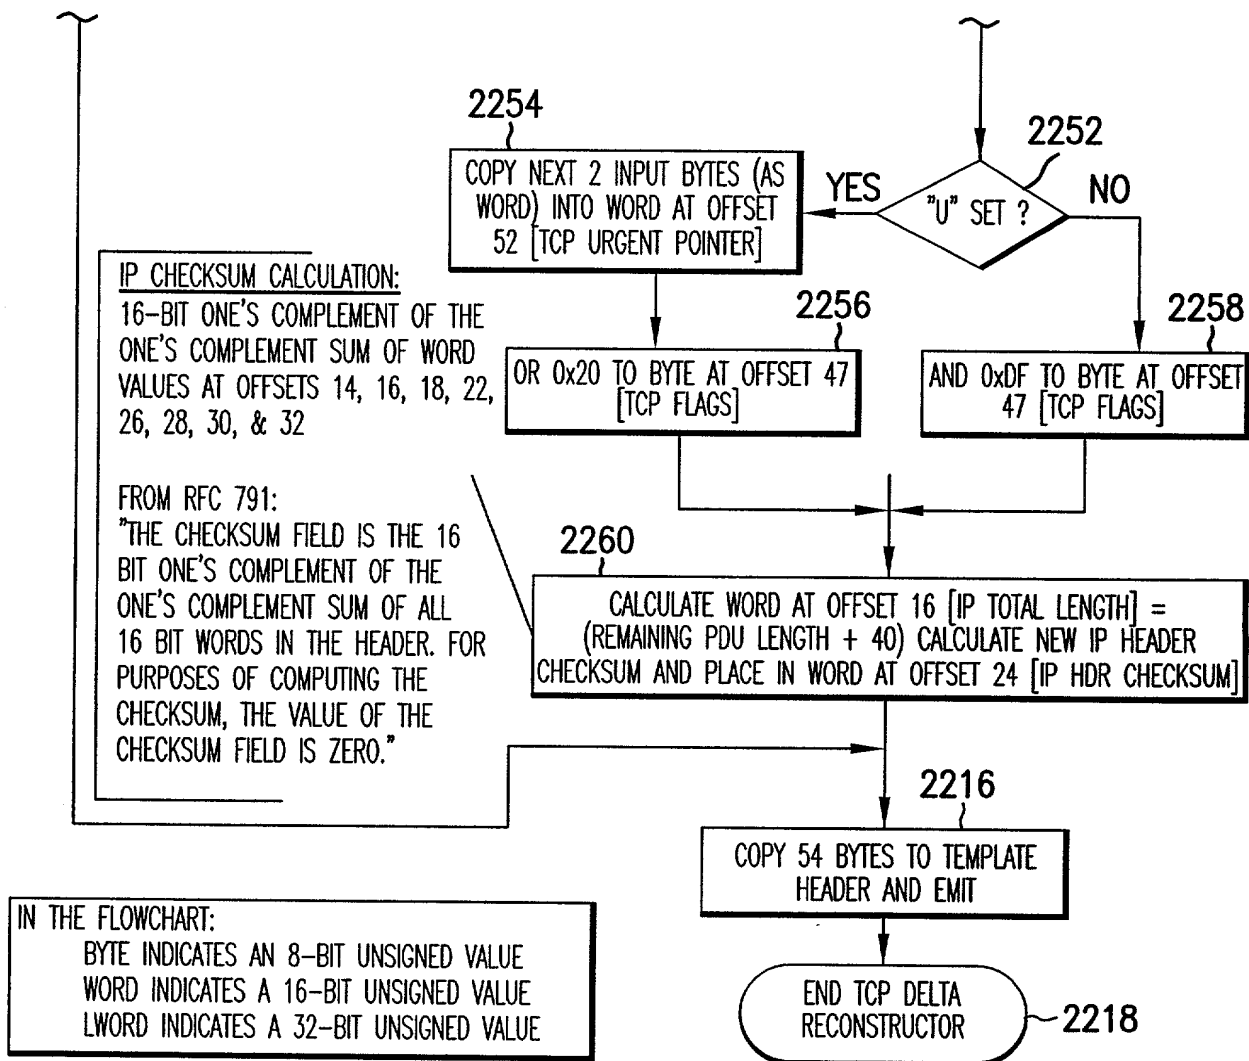 2254
COPY NEXT 2 INPUT BYTES (AS
WORD) INTO WORD AT OFFSET
52 [TCP URGENT POINTER]
YES
2252
"U" SET ?
NO
IP CHECKSUM CALCULATION:
16-BIT ONE'S COMPLEMENT OF THE
ONE'S COMPLEMENT SUM OF WORD
VALUES AT OFFSETS 14, 16, 18, 22,
26, 28, 30, & 32
FROM RFC 791:
"THE CHECKSUM FIELD IS THE 16
BIT ONE'S COMPLEMENT OF THE
ONE'S COMPLEMENT SUM OF ALL
16 BIT WORDS IN THE HEADER. FOR
PURPOSES OF COMPUTING THE
CHECKSUM, THE VALUE OF THE
CHECKSUM FIELD IS ZERO."
2256
OR 0x20 TO BYTE AT OFFSET 47
[TCP FLAGS]
2258
AND 0xDF TO BYTE AT OFFSET
47 [TCP FLAGS]
2260
CALCULATE WORD AT OFFSET 16 [IP TOTAL LENGTH] =
(REMAINING PDU LENGTH + 40) CALCULATE NEW IP HEADER
CHECKSUM AND PLACE IN WORD AT OFFSET 24 [IP HDR CHECKSUM]
2216
COPY 54 BYTES TO TEMPLATE
HEADER AND EMIT
IN THE FLOWCHART:
BYTE INDICATES AN 8-BIT UNSIGNED VALUE
WORD INDICATES A 16-BIT UNSIGNED VALUE
LWORD INDICATES A 32-BIT UNSIGNED VALUE
END TCP DELTA
RECONSTRUCTOR
2218